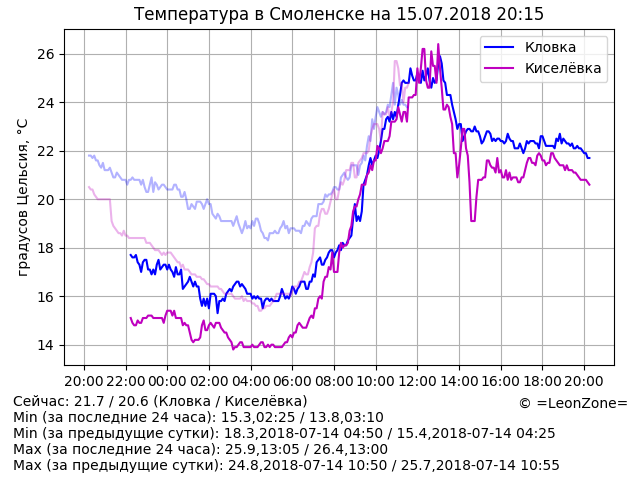 Температура в Смоленске на 15.07.2018 20:15
градусов Цельсия, °C
26
24
22
20
18
16
14
Кловка
Киселёвка
20:00 22:00 00:00 02:00 04:00 06:00 08:00 10:00 12:00 14:00 16:00 18:00 20:00
Сейчас: 21.7 / 20.6 (Кловка / Киселёвка)
© =LeonZone=
Min (за последние 24 часа): 15.3,02:25 / 13.8,03:10
Min (за предыдущие сутки): 18.3,2018-07-14 04:50 / 15.4,2018-07-14 04:25
Max (за последние 24 часа): 25.9,13:05 / 26.4,13:00
Max (за предыдущие сутки): 24.8,2018-07-14 10:50 / 25.7,2018-07-14 10:55